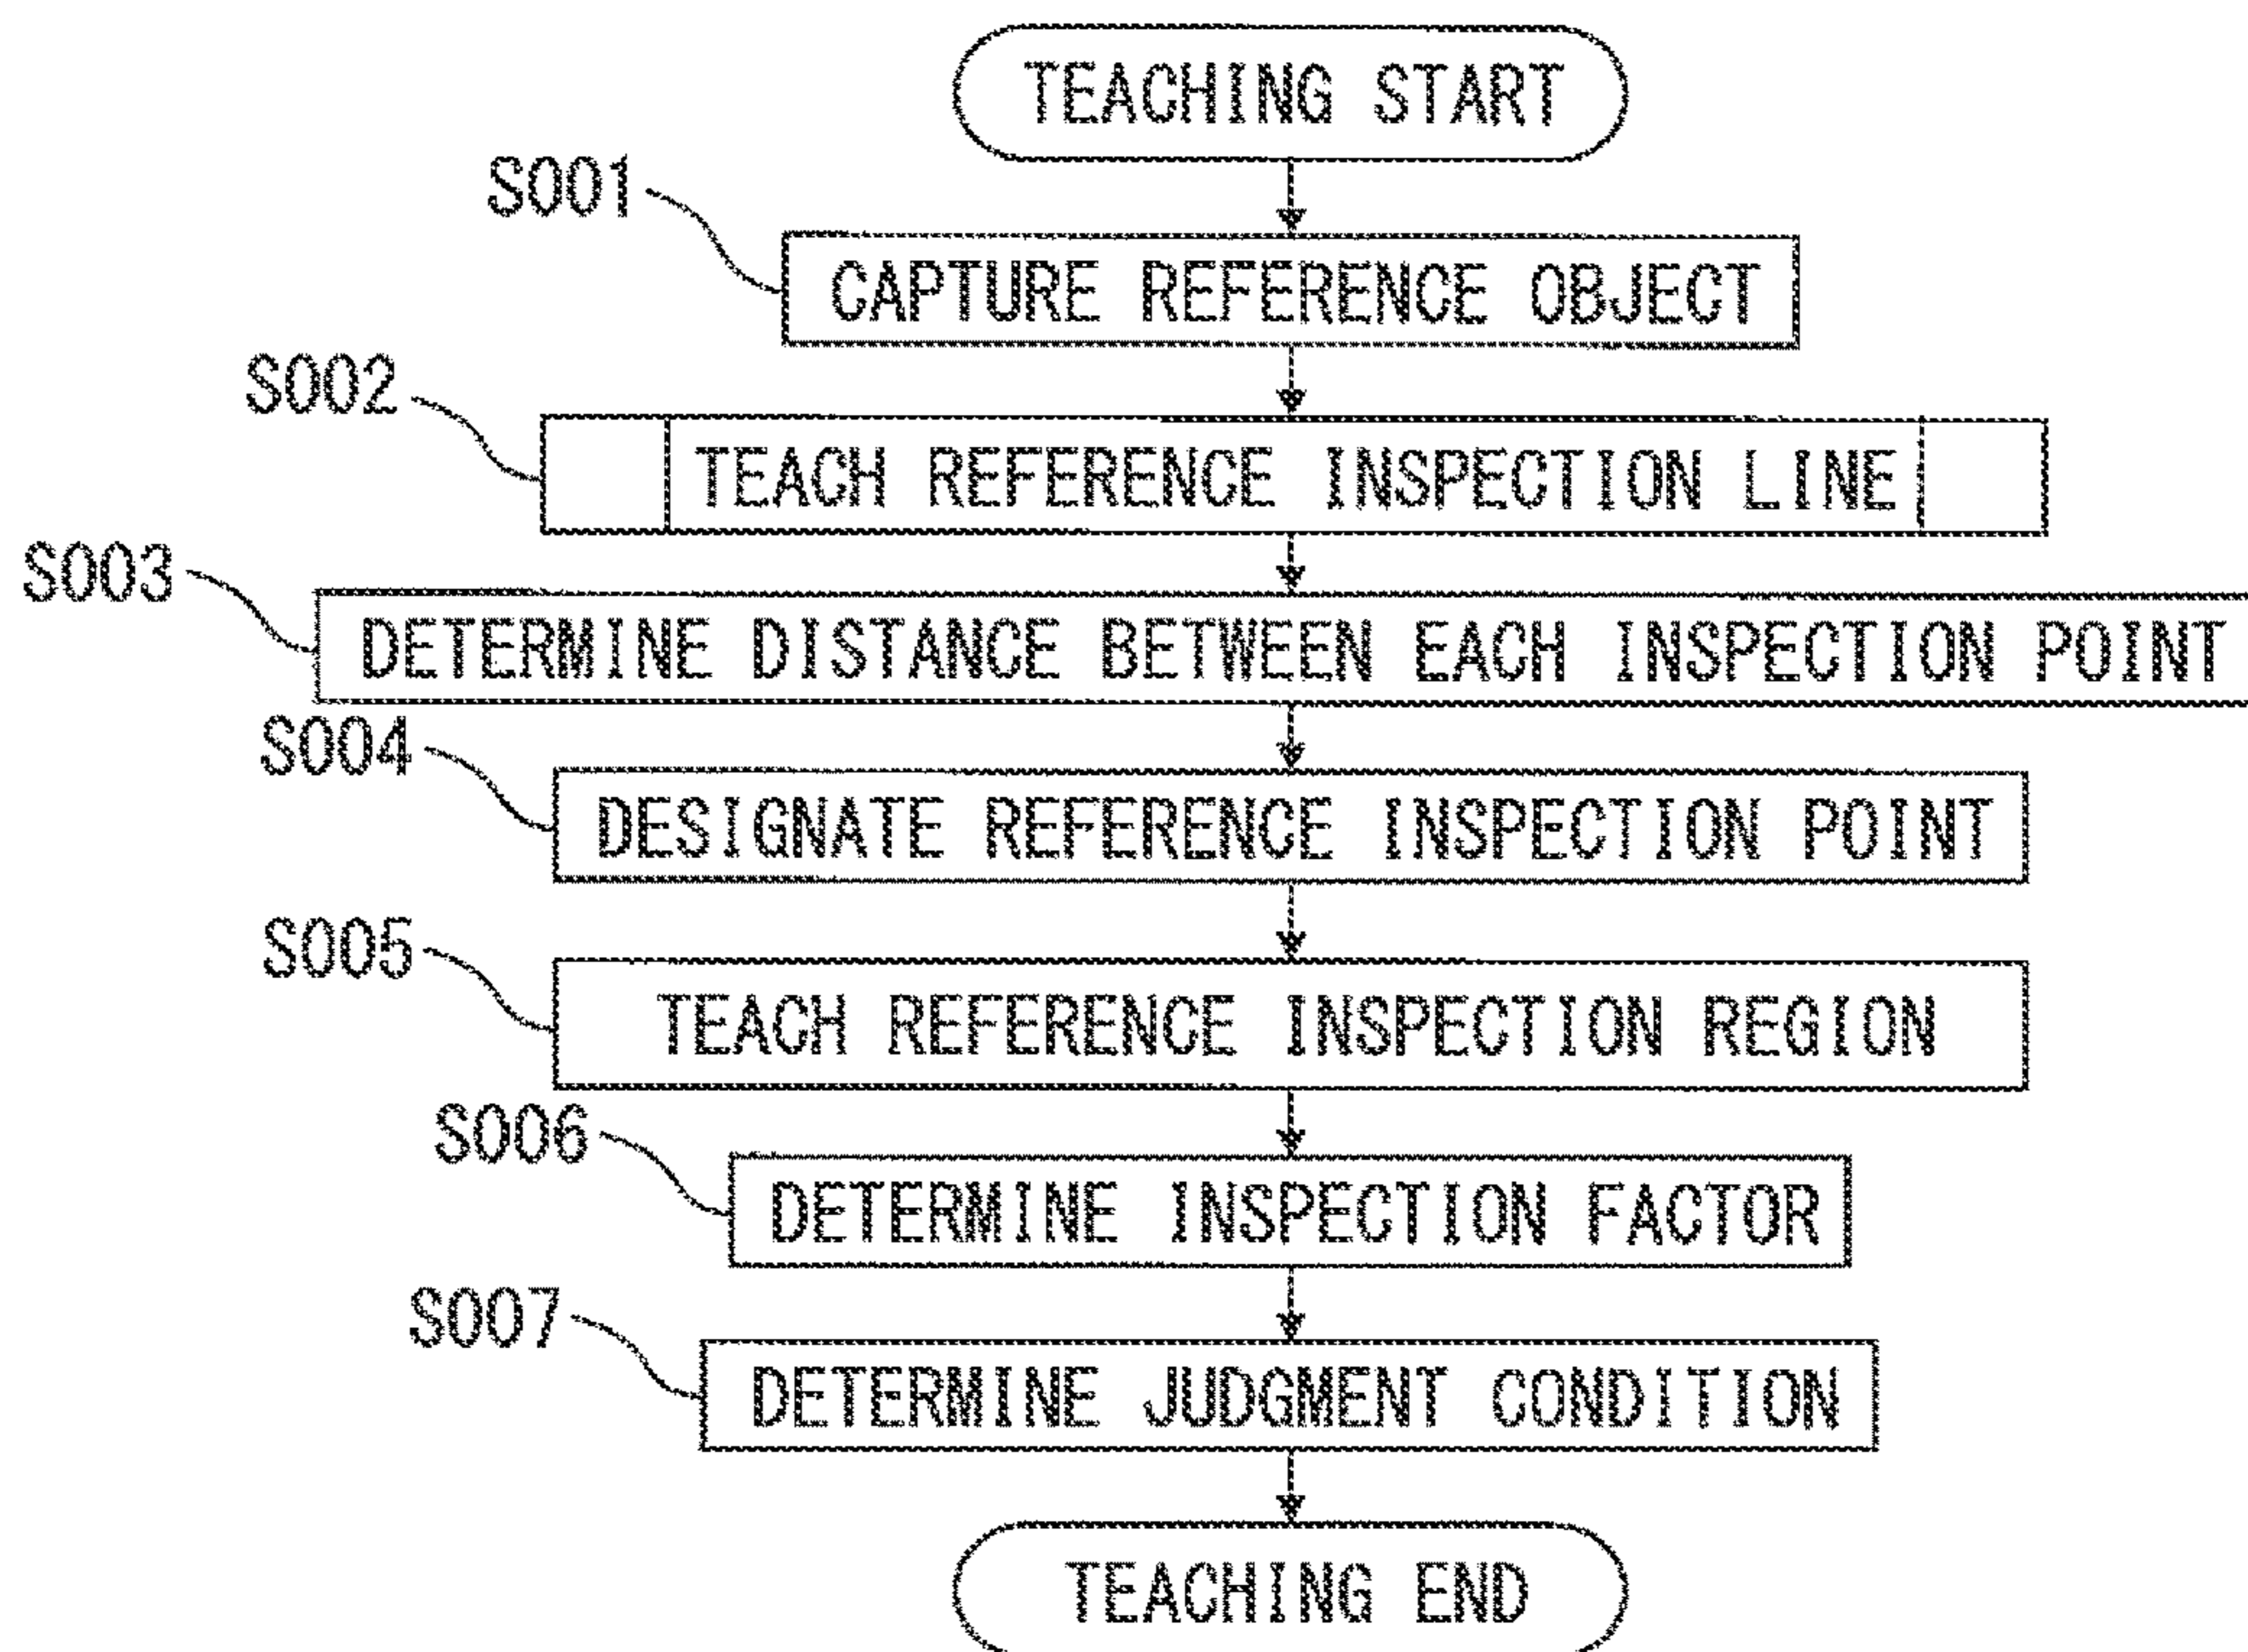 TEACHING START
S001
CAPTURE REFERENCE OBJECT
S002
TEACH REFERENCE INSPECTION LINE
S003
DETERMINE DISTANCE BETWEEN EACH INSPECTION POINT
S004
DESIGNATE REFERENCE INSPECTION POINT
S005
TEACH REFERENCE INSPECTION REGION
S006
DETERMINE INSPECTION FACTOR
S007
DETERMINE JUDGMENT CONDITION
TEACHING END